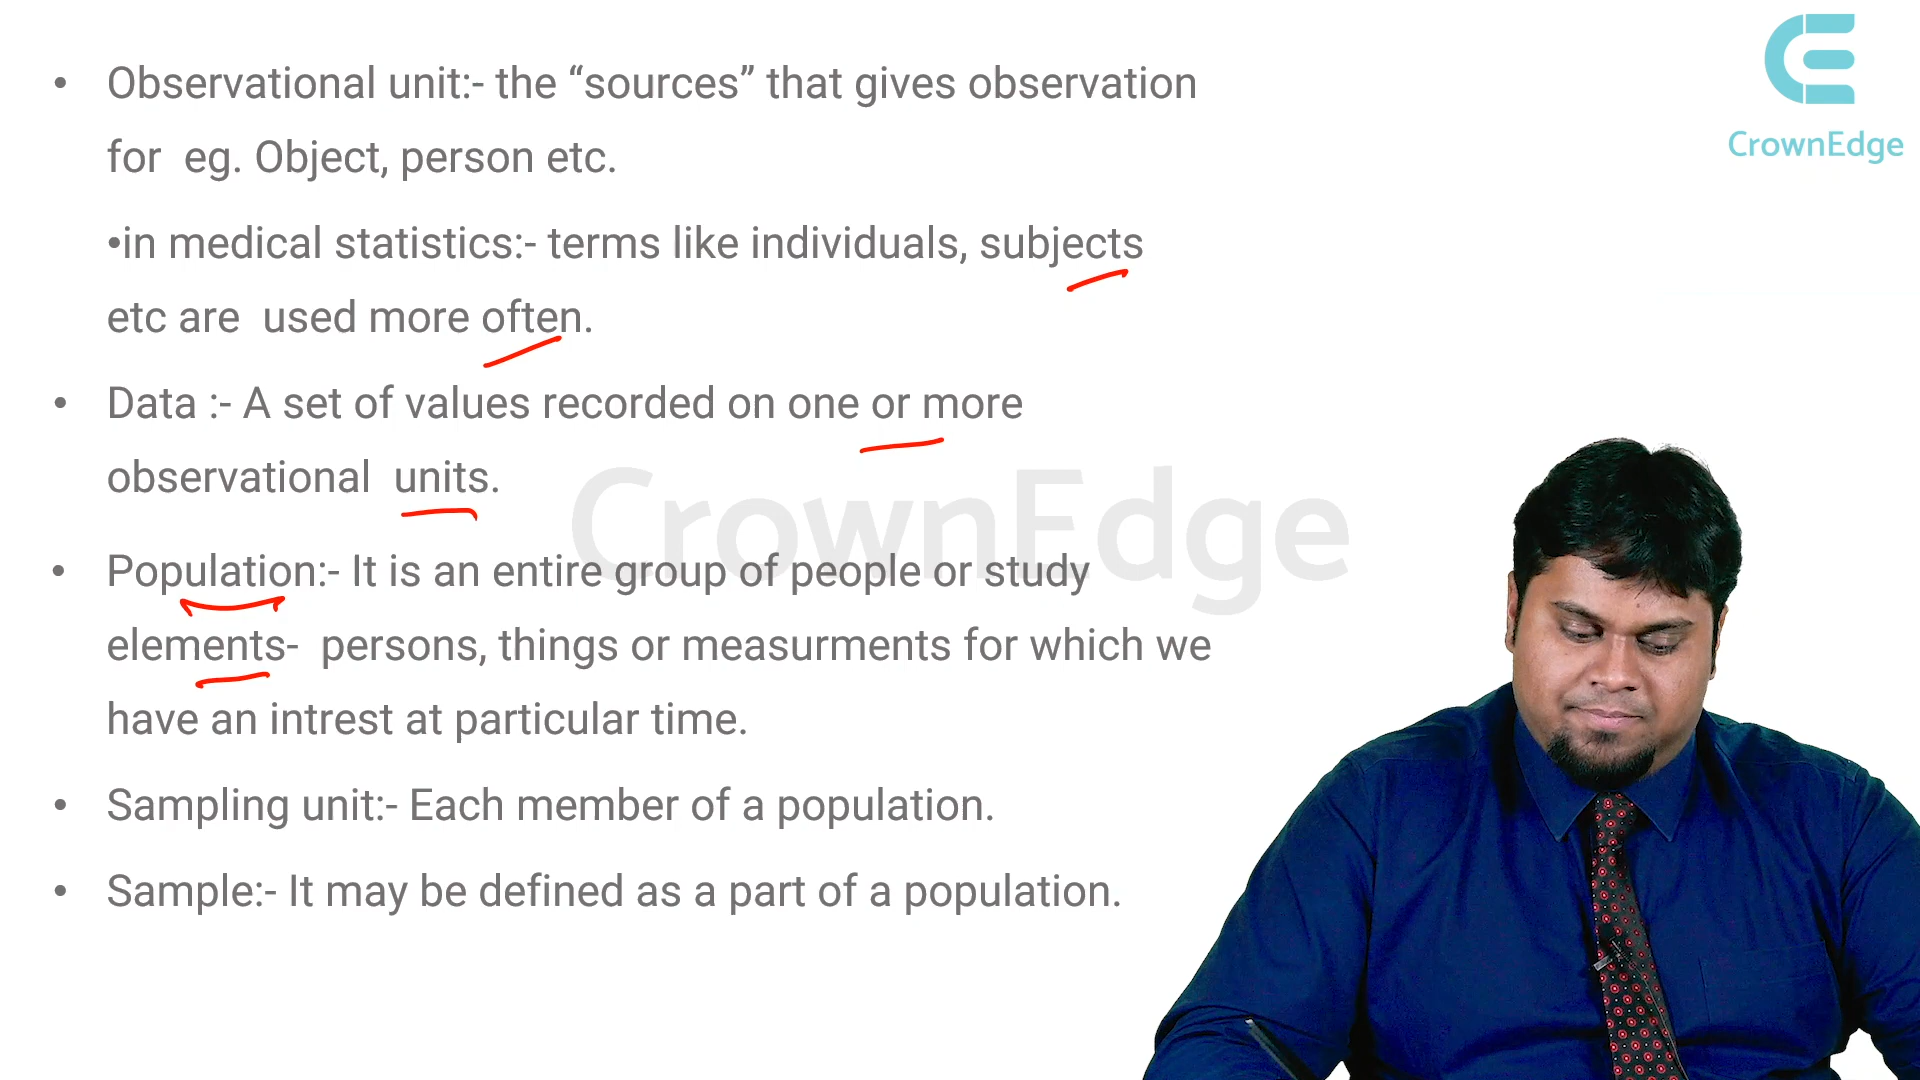 CrownEdge
• Observational unit:- the “sources” that gives observation
for eg. Object, person etc.
•in medical statistics:- terms like individuals, subjects
etc are used more often.
• Data :- A set of values recorded on one or more
observational units.
CrownEdge
• Population:- It is an entire group of people or study
elements- persons, things or measurments for which we
have an intrest at particular time.
• Sampling unit:- Each member of a population.
• Sample:- It may be defined as a part of a population.